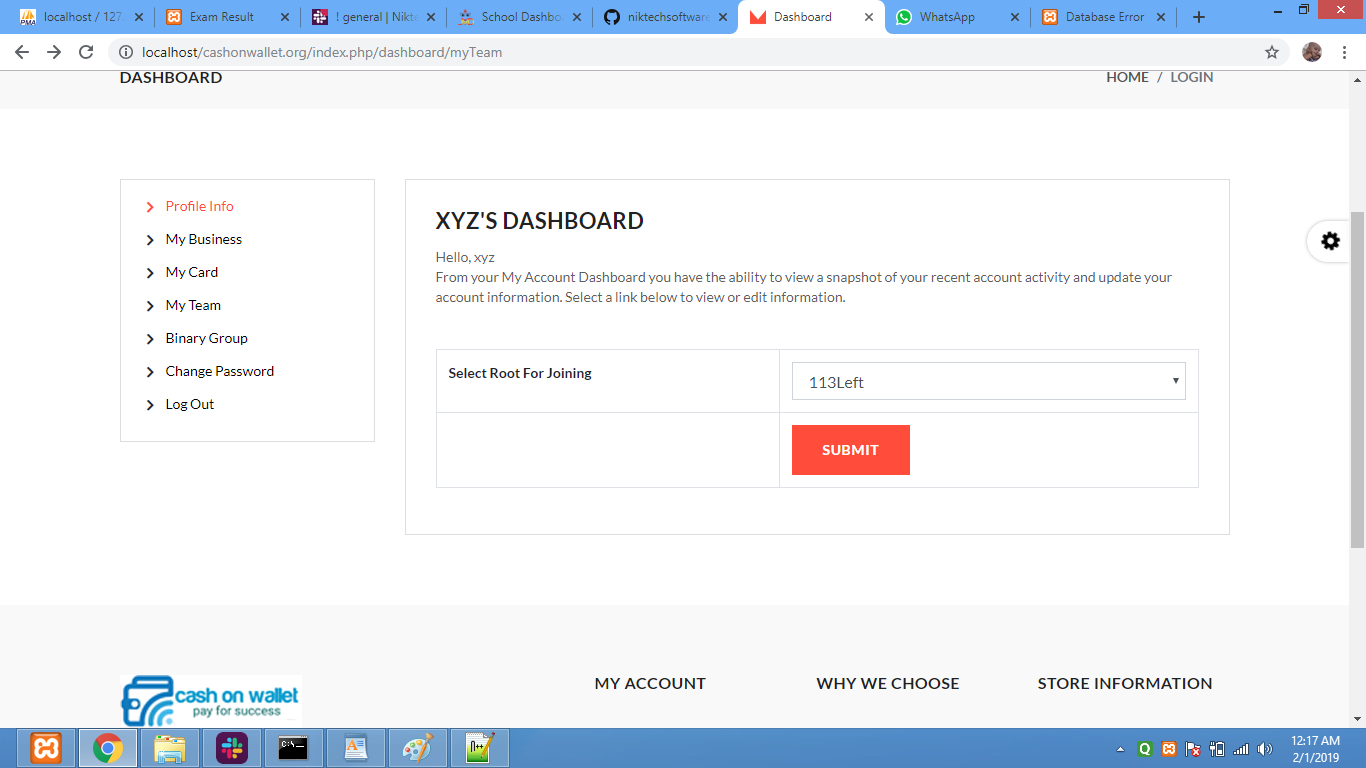 localhost / 127.
Exam Result
! general | Nikte
School Dashbo
niktechsoftware
Dashboard
WhatsApp
Database Error
localhost/cashonwallet.org/index.php/dashboard/myTeam
DASHBOARD
HOME / LOGIN
Profile Info
My Business
My Card
My Team
Binary Group
Change Password
Log Out
XYZ'S DASHBOARD
Hello, xyz
From your My Account Dashboard you have the ability to view a snapshot of your recent account activity and update your
account information. Select a link below to view or edit information.
Select Root For Joining
113Left
SUBMIT
cash on wallet
pay for success
MY ACCOUNT
WHY WE CHOOSE
STORE INFORMATION
12:17 AM
2/1/2019